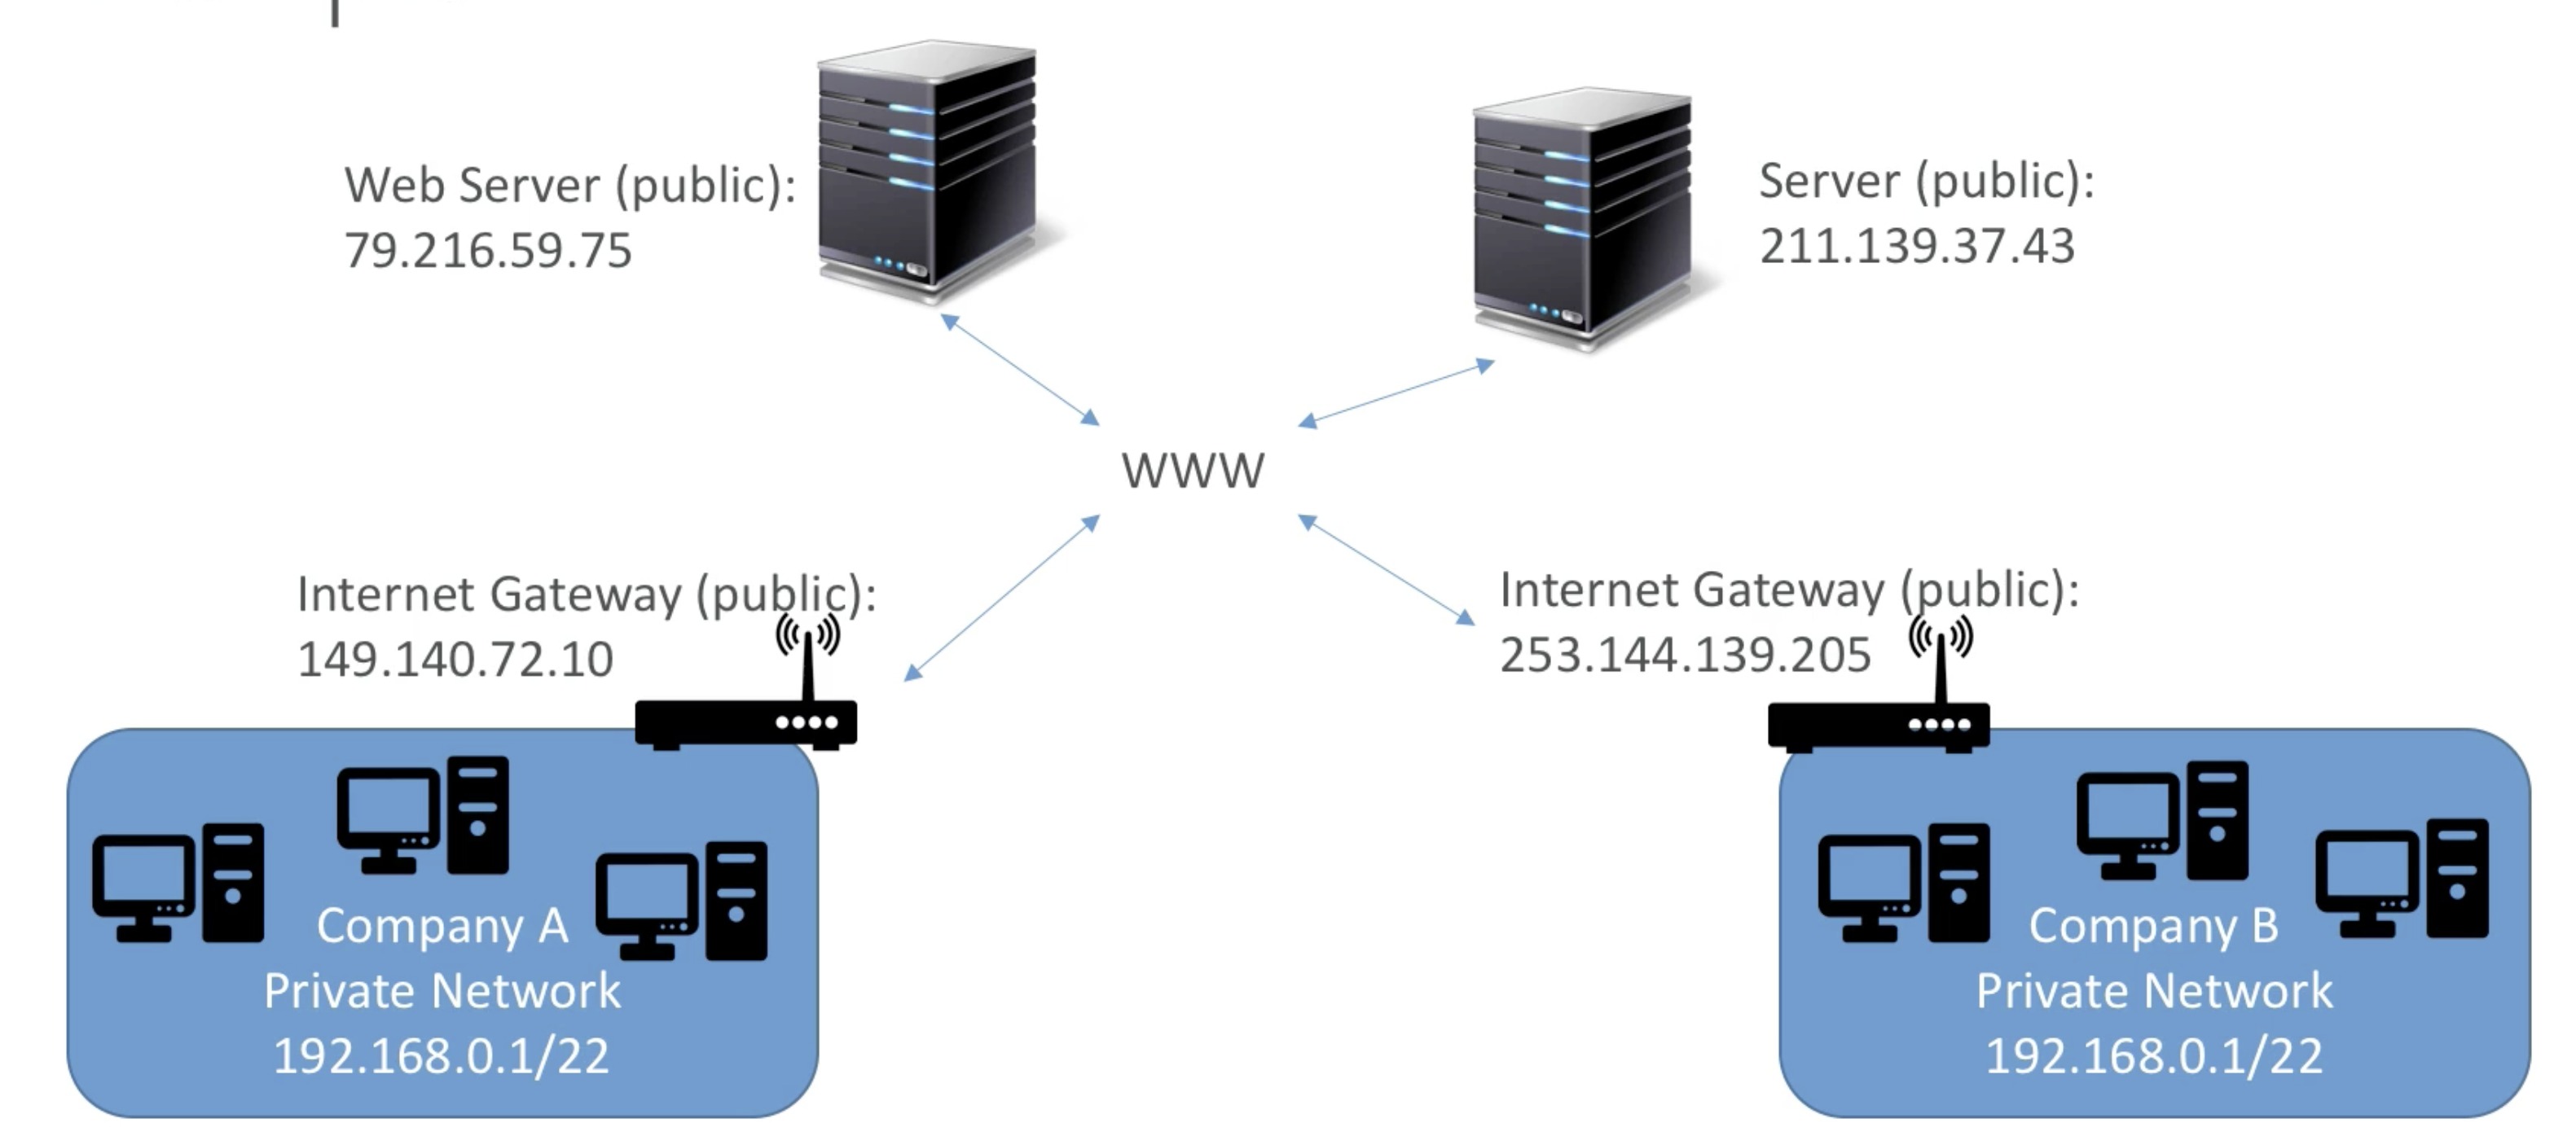 Web Server (public):
79.216.59.75
Server (public):
211.139.37.43
WWW
Internet Gateway (public):
149.140.72.10
Internet Gateway (public):
253.144.139.205
Company A
Private Network
192.168.0.1/22
Company B
Private Network
192.168.0.1/22